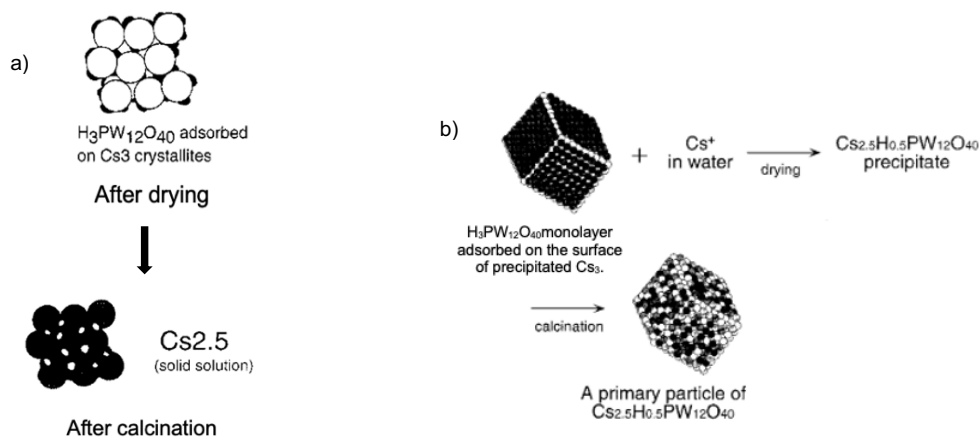 a)
H₃PW₁₂O₄₀ adsorbed
on Cs3 crystallites
After drying
Cs2.5
(solid solution)
After calcination
b)
+
Cs⁺
in water
drying
Cs₂.₅H₀.₅PW₁₂O₄₀
precipitate
H₃PW₁₂O₄₀monolayer
adsorbed on the surface
of precipitated Cs₃.
calcination
A primary particle of
Cs₂.₅H₀.₅PW₁₂O₄₀